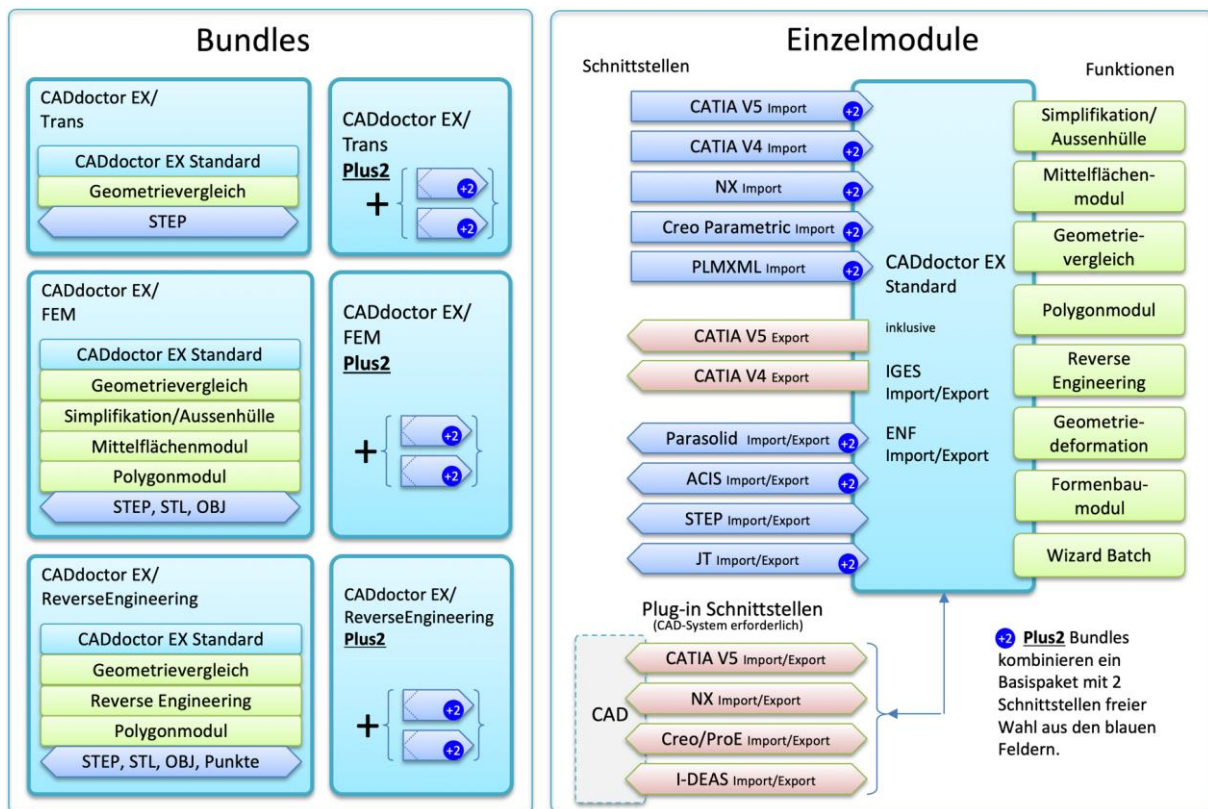 Bundles
CADdoctor EX/
Trans
CADdoctor EX Standard
Geometrievergleich
STEP
CADdoctor EX/
Trans
Plus2
+
+2
+2
CADdoctor EX/
FEM
CADdoctor EX Standard
Geometrievergleich
Simplifikation/Aussenhülle
Mittelflächenmodul
Polygonmodul
STEP, STL, OBJ
CADdoctor EX/
FEM
Plus2
+
+2
+2
CADdoctor EX/
ReverseEngineering
CADdoctor EX Standard
Geometrievergleich
Reverse Engineering
Polygonmodul
STEP, STL, OBJ, Punkte
CADdoctor EX/
ReverseEngineering
Plus2
+
+2
+2
Einzelmodule
Schnittstellen
CATIA V5 Import +2
CATIA V4 Import +2
NX Import +2
Creo Parametric Import +2
PLMXML Import +2
CATIA V5 Export
CATIA V4 Export
Parasolid Import/Export +2
ACIS Import/Export +2
STEP Import/Export
JT Import/Export +2
CADdoctor EX
Standard
inklusive
IGES
Import/Export
ENF
Import/Export
Funktionen
Simplifikation/
Aussenhülle
Mittelflächen-
modul
Geometrie-
vergleich
Polygonmodul
Reverse
Engineering
Geometrie-
deformation
Formenbau-
modul
Wizard Batch
Plug-in Schnittstellen
(CAD-System erforderlich)
CAD
CATIA V5 Import/Export
NX Import/Export
Creo/ProE Import/Export
I-DEAS Import/Export
+2 Plus2 Bundles
kombinieren ein
Basispaket mit 2
Schnittstellen freier
Wahl aus den blauen
Feldern.